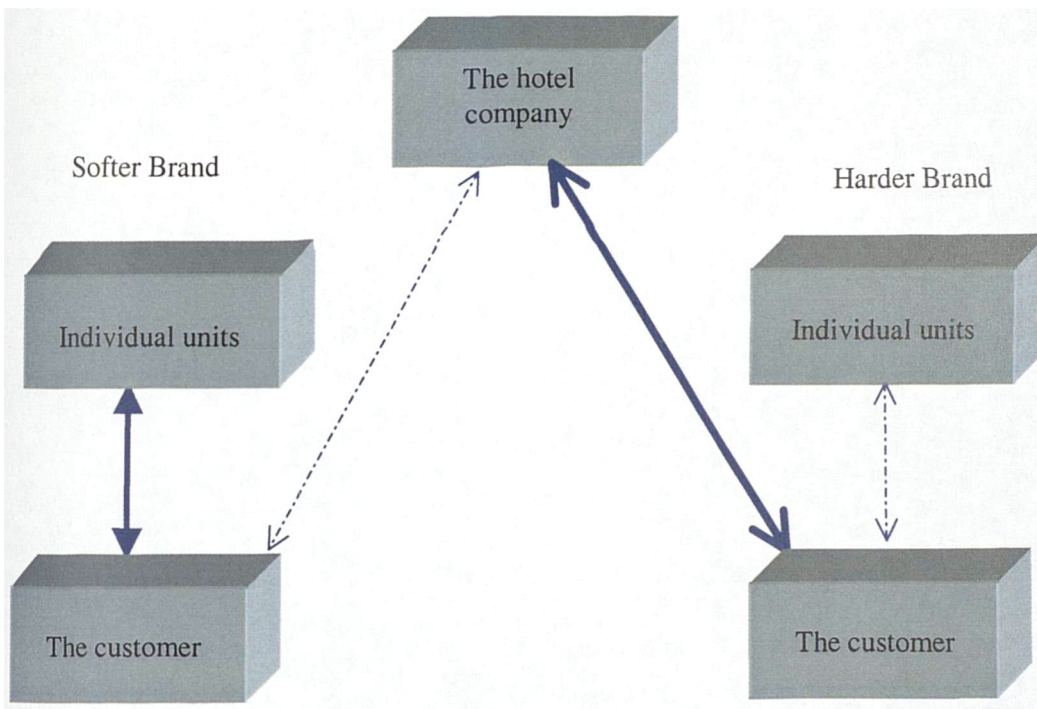 The hotel
company
Softer Brand
Harder Brand
Individual units
Individual units
The customer
The customer